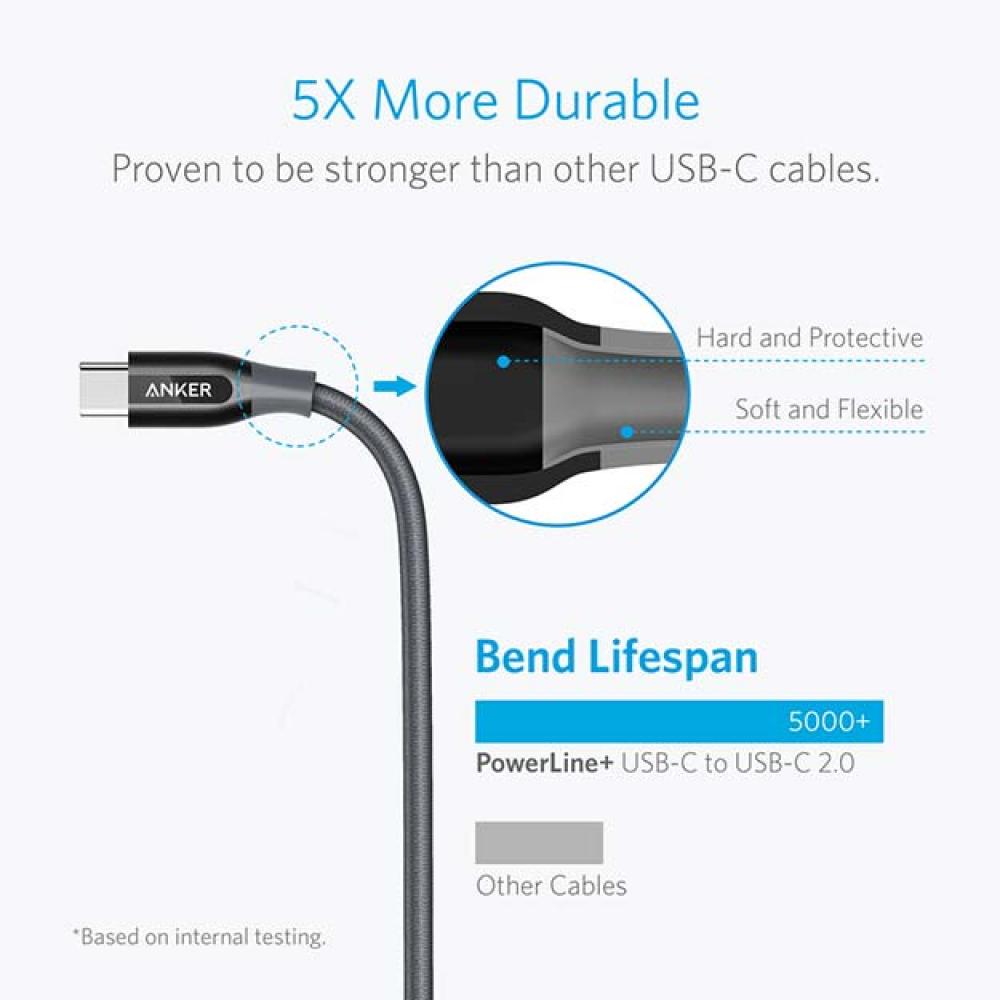 5X More Durable
Proven to be stronger than other USB-C cables.
ANKER
Hard and Protective
Soft and Flexible
Bend Lifespan
5000+
PowerLine+ USB-C to USB-C 2.0
Other Cables
*Based on internal testing.